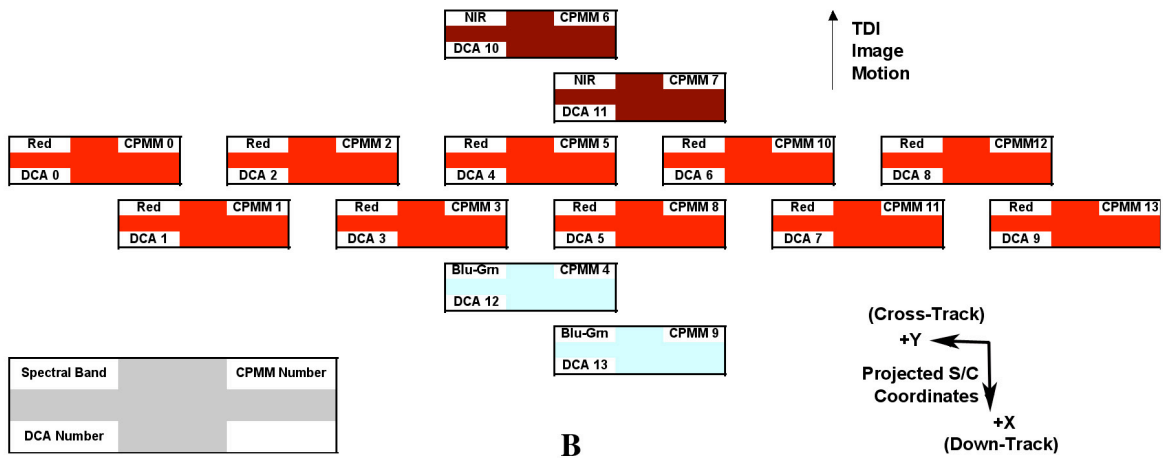 NIR CPMM 6
DCA 10
TDI
Image
Motion
NIR CPMM 7
DCA 11
Red CPMM 0 Red CPMM 2 Red CPMM 5 Red CPMM 10 Red CPMM12
DCA 0 DCA 2 DCA 4 DCA 6 DCA 8
Red CPMM 1 Red CPMM 3 Red CPMM 8 Red CPMM 11 Red CPMM 13
DCA 1 DCA 3 DCA 5 DCA 7 DCA 9
Blu-Grn CPMM 4
DCA 12
Blu-Grn CPMM 9
DCA 13
(Cross-Track)
+Y
Projected S/C
Coordinates
+X
(Down-Track)
Spectral Band CPMM Number
DCA Number
B